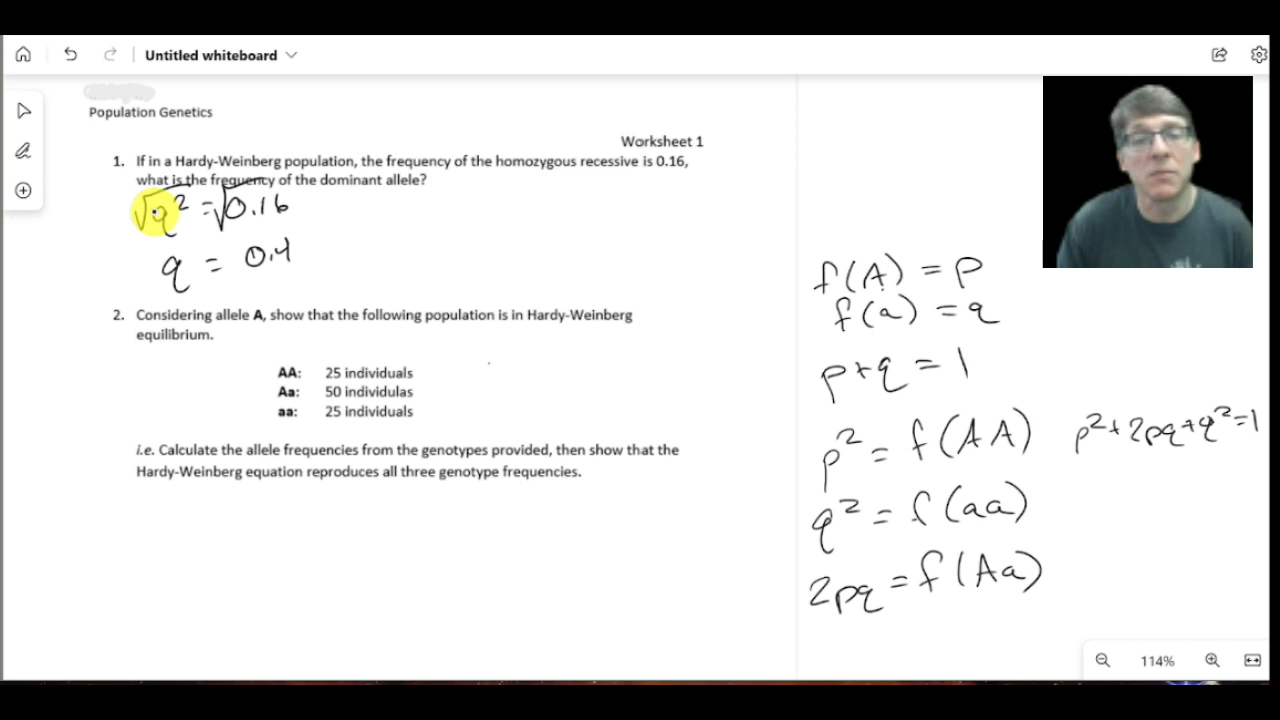 Untitled whiteboard
Population Genetics
Worksheet 1
1. If in a Hardy-Weinberg population, the frequency of the homozygous recessive is 0.16,
what is the frequency of the dominant allele?
√q² = √0.16
q = 0.4
2. Considering allele A, show that the following population is in Hardy-Weinberg
equilibrium.
AA: 25 individuals
Aa: 50 individulas
aa: 25 individuals
i.e. Calculate the allele frequencies from the genotypes provided, then show that the
Hardy-Weinberg equation reproduces all three genotype frequencies.
f(A) = p
f(a) = q
p+q = 1
p² = f(AA) p²+2pq+q²=1
q² = f(aa)
2pq = f(Aa)
114%